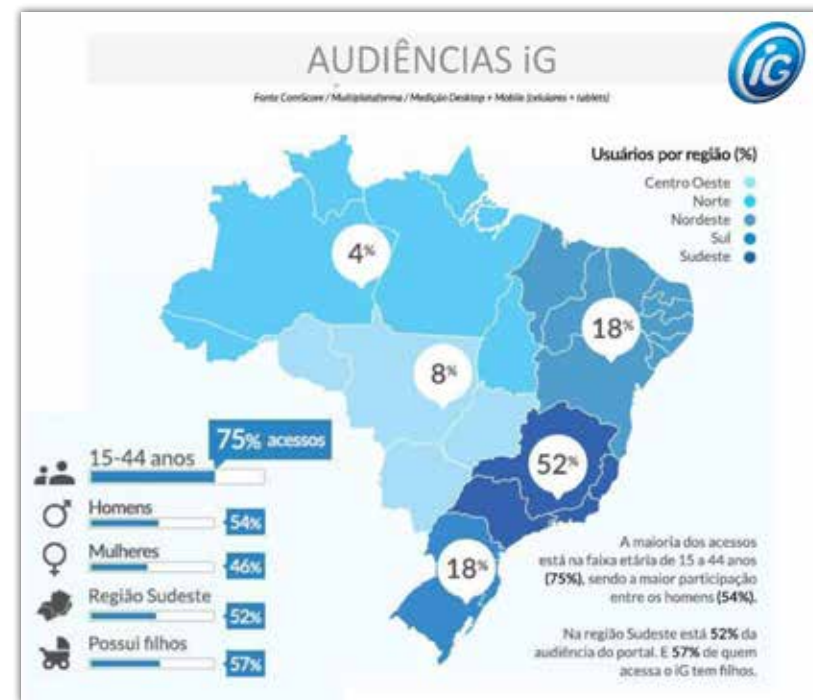 AUDIÊNCIAS iG
iG
Fonte ComScore / Multiplataforma / Medição Desktop + Mobile (celulares + tablets)
Usuários por região (%)
Centro Oeste
Norte
Nordeste
Sul
Sudeste
4%
18%
8%
52%
18%
75% acessos
15-44 anos
Homens
54%
Mulheres
46%
Região Sudeste
52%
Possui filhos
57%
A maioria dos acessos
está na faixa etária de 15 a 44 anos
(75%), sendo a maior participação
entre os homens (54%).
Na região Sudeste está 52% da
audiência do portal. E 57% de quem
acessa o iG tem filhos.